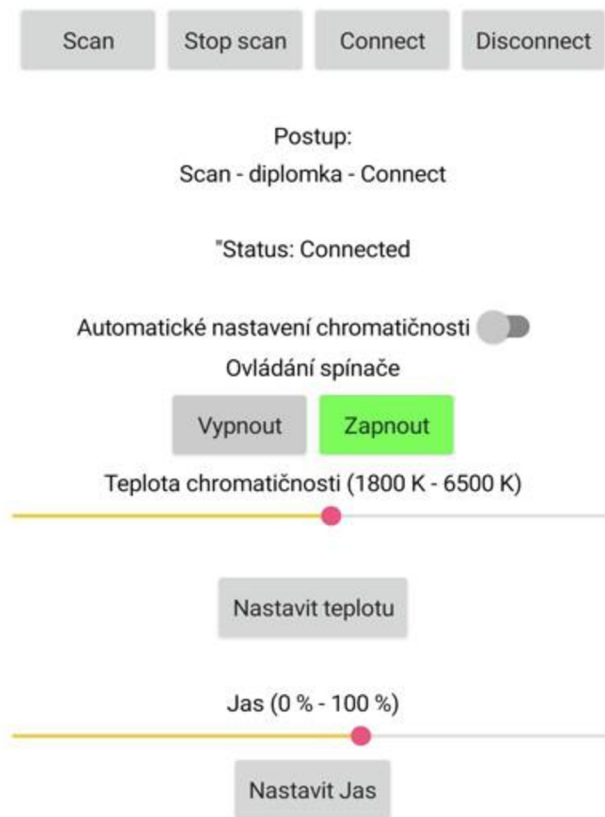 Scan Stop scan Connect Disconnect
Postup:
Scan - diplomka - Connect
"Status: Connected
Automatické nastavení chromatičnosti
Ovládání spínače
Vypnout Zapnout
Teplota chromatičnosti (1800 K - 6500 K)
Nastavit teplotu
Jas (0 % - 100 %)
Nastavit Jas